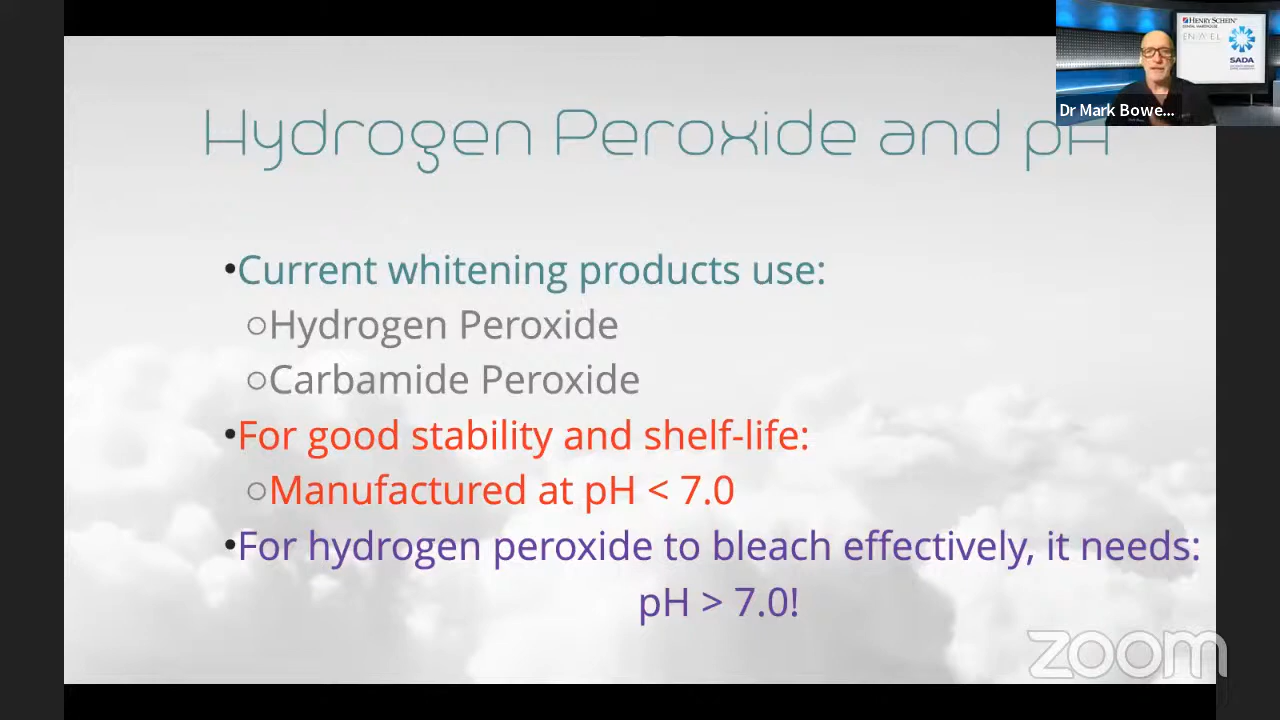 HENRY SCHEIN®
ENAMEL
SADA
Dr Mark Bowe...
Hydrogen Peroxide and pH
•Current whitening products use:
○Hydrogen Peroxide
○Carbamide Peroxide
•For good stability and shelf-life:
○Manufactured at pH < 7.0
•For hydrogen peroxide to bleach effectively, it needs:
pH > 7.0!
zoom